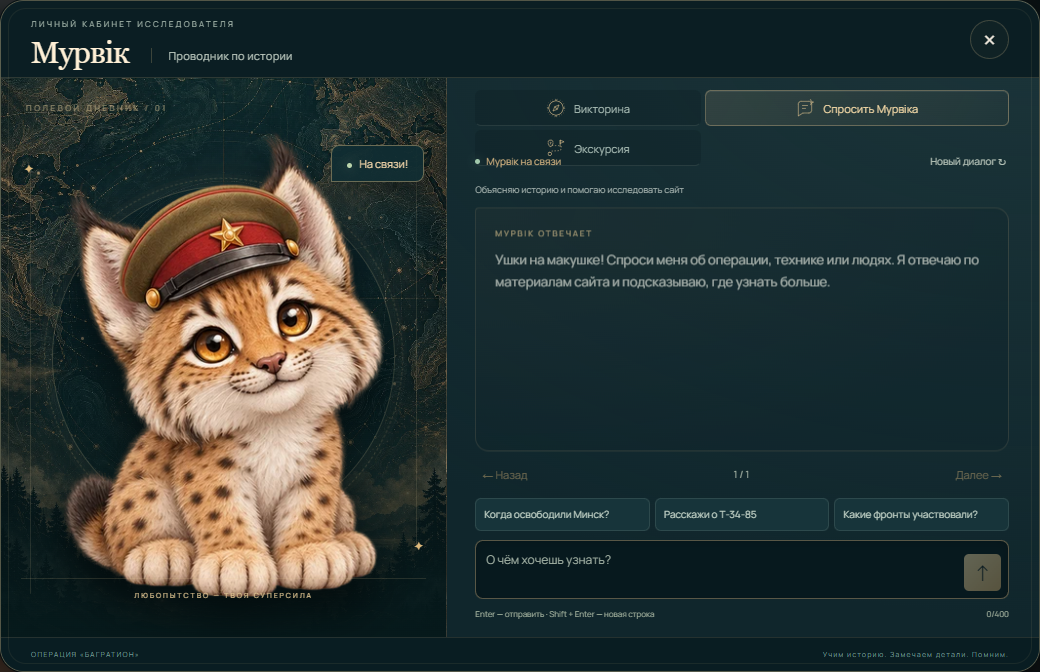 ЛИЧНЫЙ КАБИНЕТ ИССЛЕДОВАТЕЛЯ
Мурвік
Проводник по истории
ПОЛЕВОЙ ДНЕВНИК / 01
На связи!
ЛЮБОПЫТСТВО — ТВОЯ СУПЕРСИЛА
Викторина
Спросить Мурвіка
Экскурсия
Мурвік на связи
Новый диалог ↻
Объясняю историю и помогаю исследовать сайт
МУРВІК ОТВЕЧАЕТ
Ушки на макушке! Спроси меня об операции, технике или людях. Я отвечаю по
материалам сайта и подсказываю, где узнать больше.
← Назад
1 / 1
Далее →
Когда освободили Минск?
Расскажи о Т-34-85
Какие фронты участвовали?
О чём хочешь узнать?
Enter — отправить · Shift + Enter — новая строка
0/400
ОПЕРАЦИЯ «БАГРАТИОН»
Учим историю. Замечаем детали. Помним.